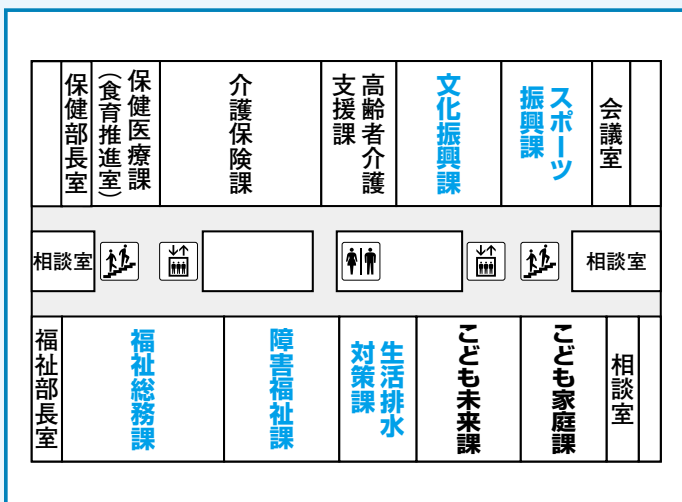 保健部長室
保健医療課
（食育推進室）
介護保険課
高齢者介護
支援課
文化振興課
スポーツ
振興課
会議室
相談室
相談室
福祉部長室
福祉総務課
障害福祉課
生活排水
対策課
こども未来課
こども家庭課
相談室